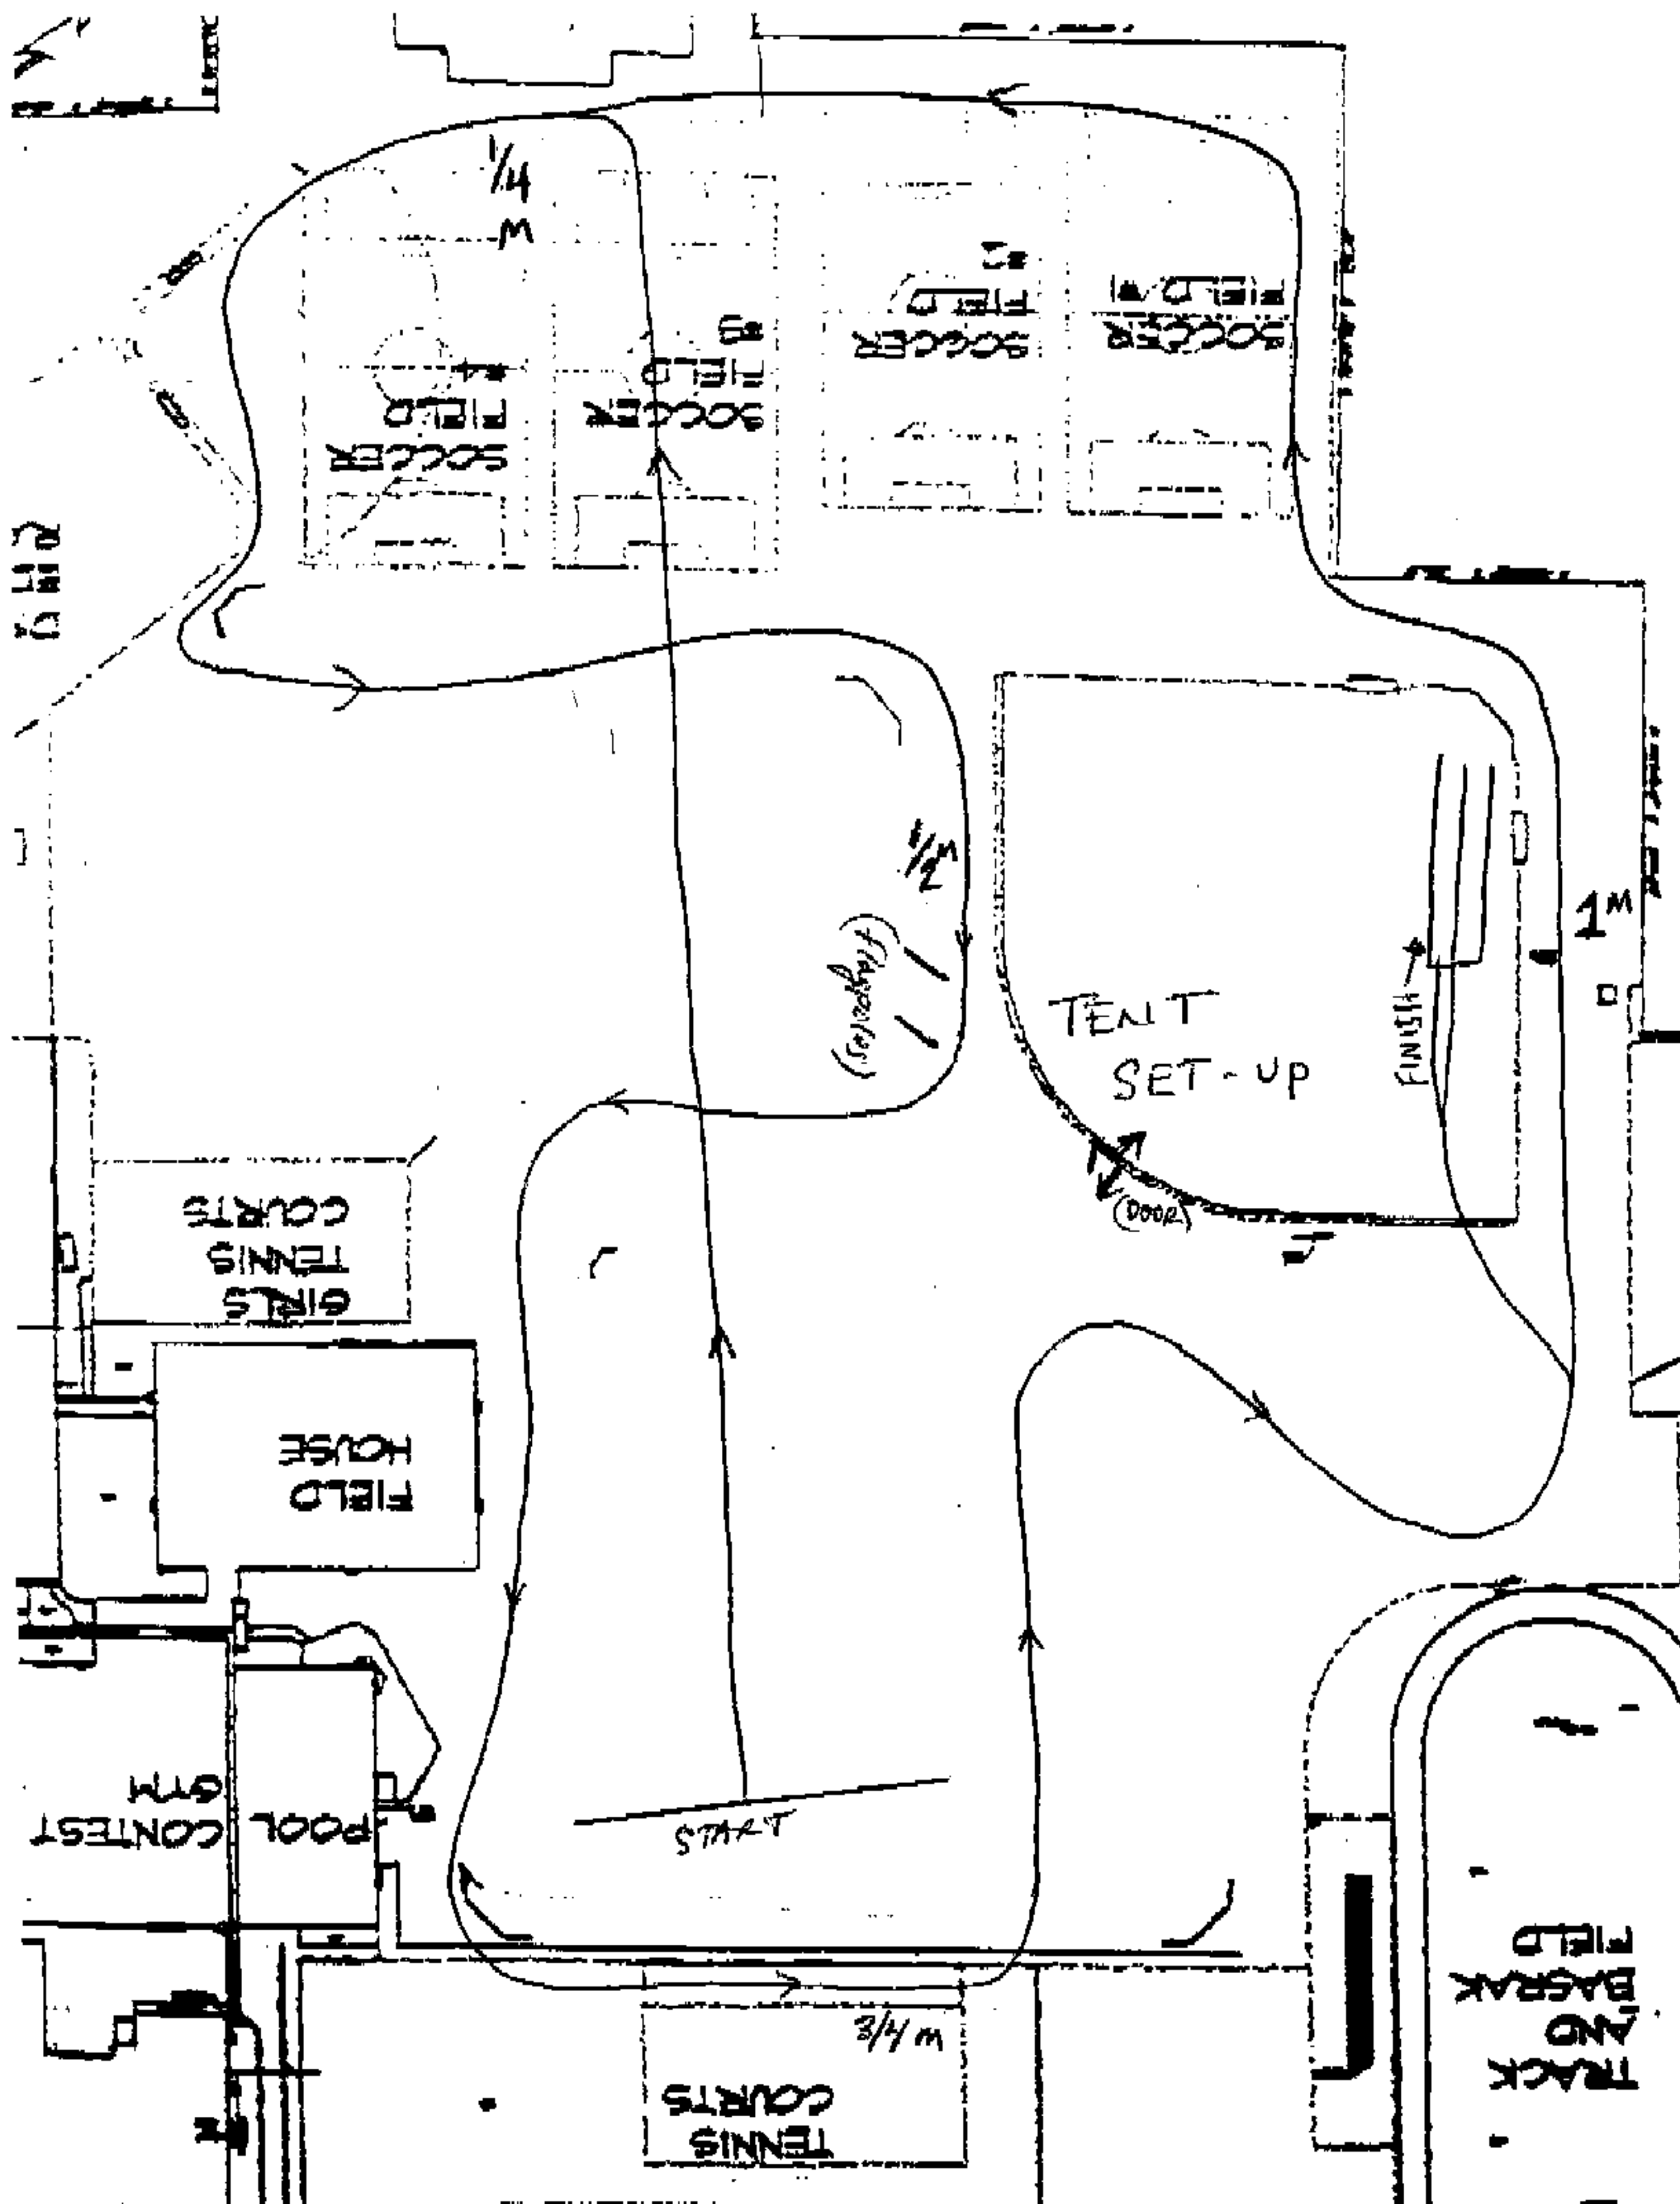 1/4
M
#2
FIELD
SOCCER
FIELD #1
SOCCER
#3
FIELD
SOCCER
#4
FIELD
SOCCER
1/2 M
(flagpoles)
1M
TENT
SET-UP
FINISH
(DOOR)
GIRLS
TENNIS
COURTS
FIELD
HOUSE
CONTEST
GYM
POOL
START
3/4 M
TENNIS
COURTS
TRACK
AND
BASRAK
FIELD